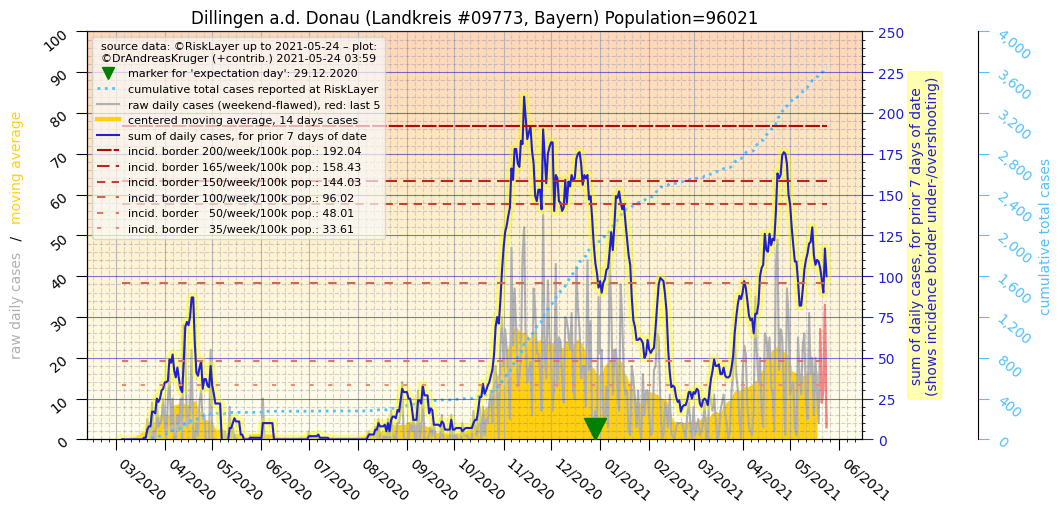 Dillingen a.d. Donau (Landkreis #09773, Bayern) Population=96021
source data: ©RiskLayer up to 2021-05-24 – plot:
©DrAndreasKruger (+contrib.) 2021-05-24 03:59
marker for 'expectation day': 29.12.2020
cumulative total cases reported at RiskLayer
raw daily cases (weekend-flawed), red: last 5
centered moving average, 14 days cases
sum of daily cases, for prior 7 days of date
incid. border 200/week/100k pop.: 192.04
incid. border 165/week/100k pop.: 158.43
incid. border 150/week/100k pop.: 144.03
incid. border 100/week/100k pop.: 96.02
incid. border   50/week/100k pop.: 48.01
incid. border   35/week/100k pop.: 33.61
raw daily cases / moving average
100
90
80
70
60
50
40
30
20
10
0
03/2020
04/2020
05/2020
06/2020
07/2020
08/2020
09/2020
10/2020
11/2020
12/2020
01/2021
02/2021
03/2021
04/2021
05/2021
06/2021
250
225
200
175
150
125
100
75
50
25
0
sum of daily cases, for prior 7 days of date
(shows incidence border under-/overshooting)
4,000
3,600
3,200
2,800
2,400
2,000
1,600
1,200
800
400
0
cumulative total cases